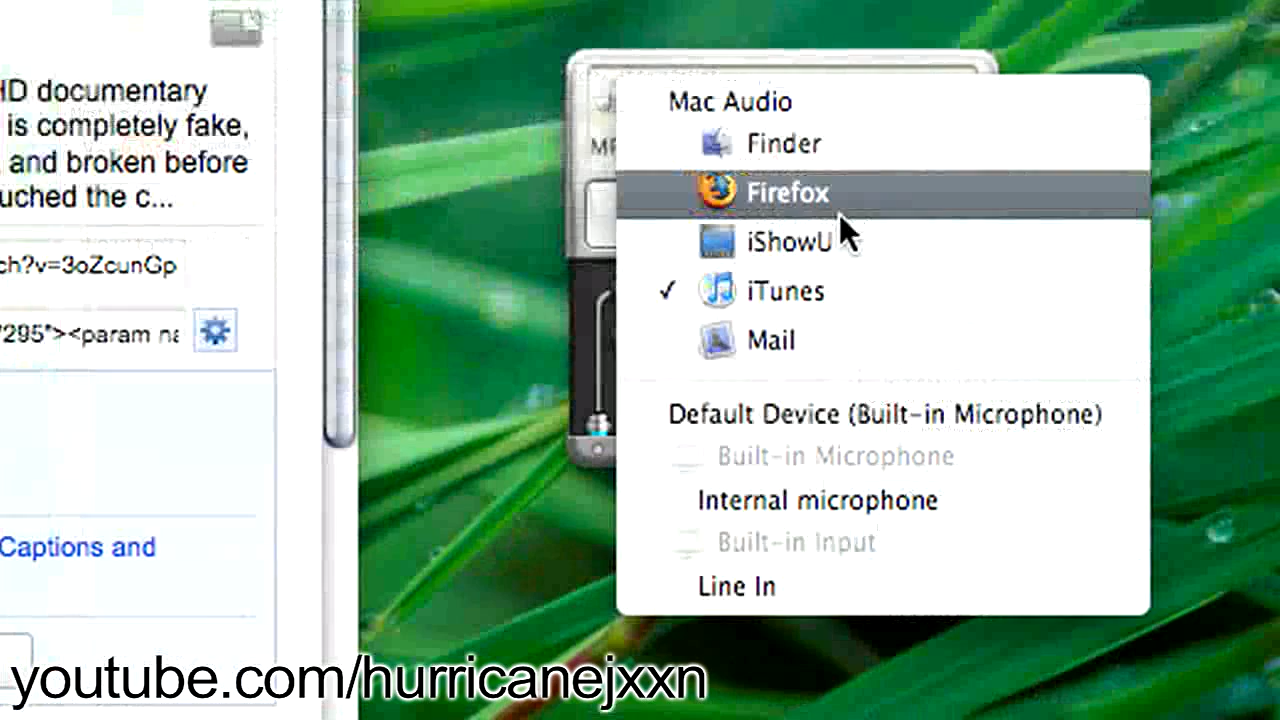 HD documentary
is completely fake,
and broken before
uched the c...
ch?v=3oZcunGp
'295"><param na
Captions and
Mac Audio
Finder
Firefox
iShowU
✓ iTunes
Mail
Default Device (Built-in Microphone)
Built-in Microphone
Internal microphone
Built-in Input
Line In
youtube.com/hurricanejxxn